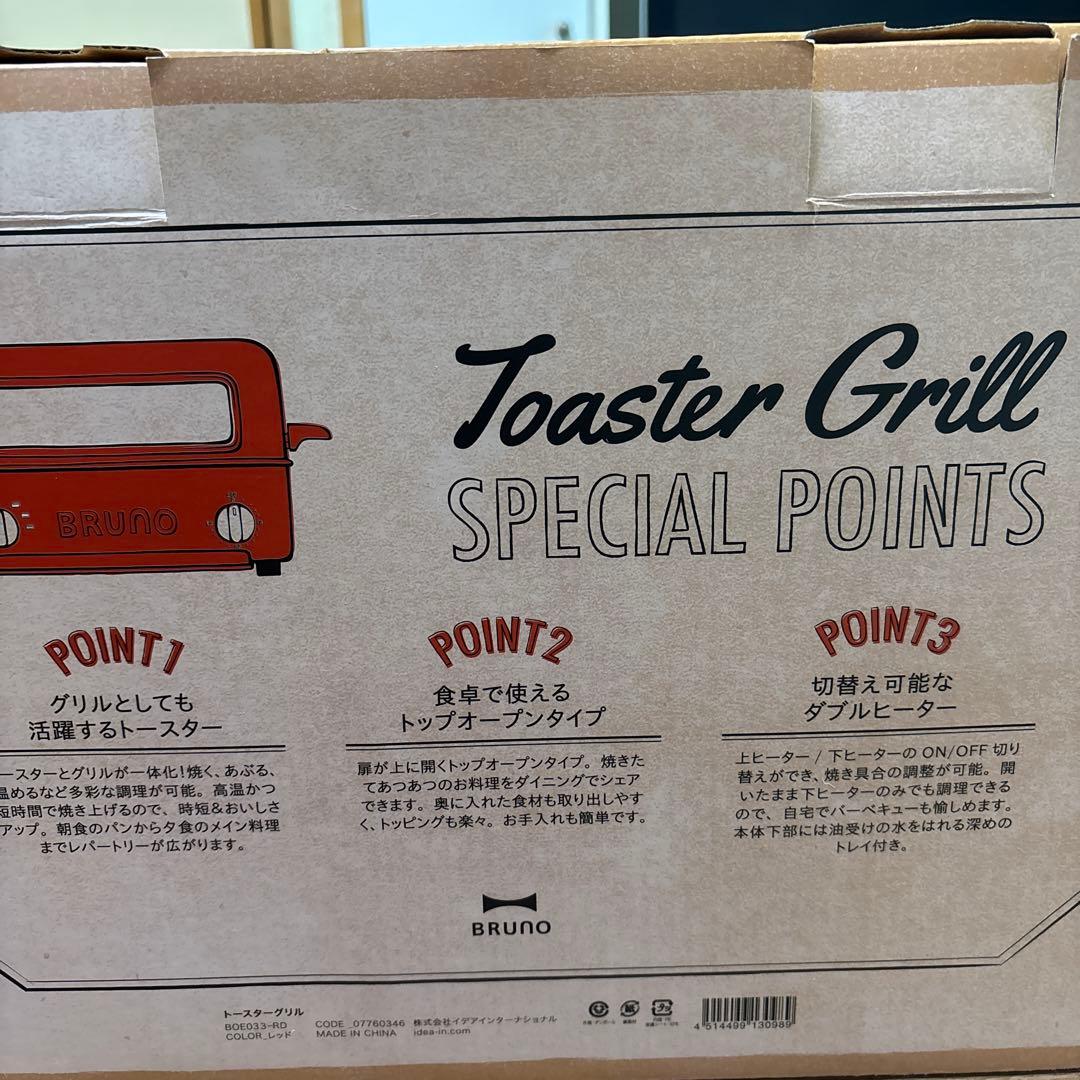 Toaster Grill
SPECIAL POINTS
BRUNO
POINT1
グリルとしても
活躍するトースター
ースターとグリルが一体化!焼く、あぶる、
温めるなど多彩な調理が可能。高温かつ
短時間で焼き上げるので、時短&おいしさ
アップ。朝食のパンから夕食のメイン料理
までレパートリーが広がります。
POINT2
食卓で使える
トップオープンタイプ
扉が上に開くトップオープンタイプ。焼きた
てあつあつのお料理をダイニングでシェア
できます。奥に入れた食材も取り出しやす
く、トッピングも楽々。お手入れも簡単です。
POINT3
切替え可能な
ダブルヒーター
上ヒーター / 下ヒーターの ON/OFF 切り
替えができ、焼き具合の調整が可能。開
いたまま下ヒーターのみでも調理できる
ので、自宅でバーベキューも愉しめます。
本体下部には油受けの水をはれる深めの
トレイ付き。
BRUNO
トースターグリル
BOE033-RD
COLOR_レッド
CODE _07760346
MADE IN CHINA
株式会社イデアインターナショナル
idea-in.com
4 514499 130989